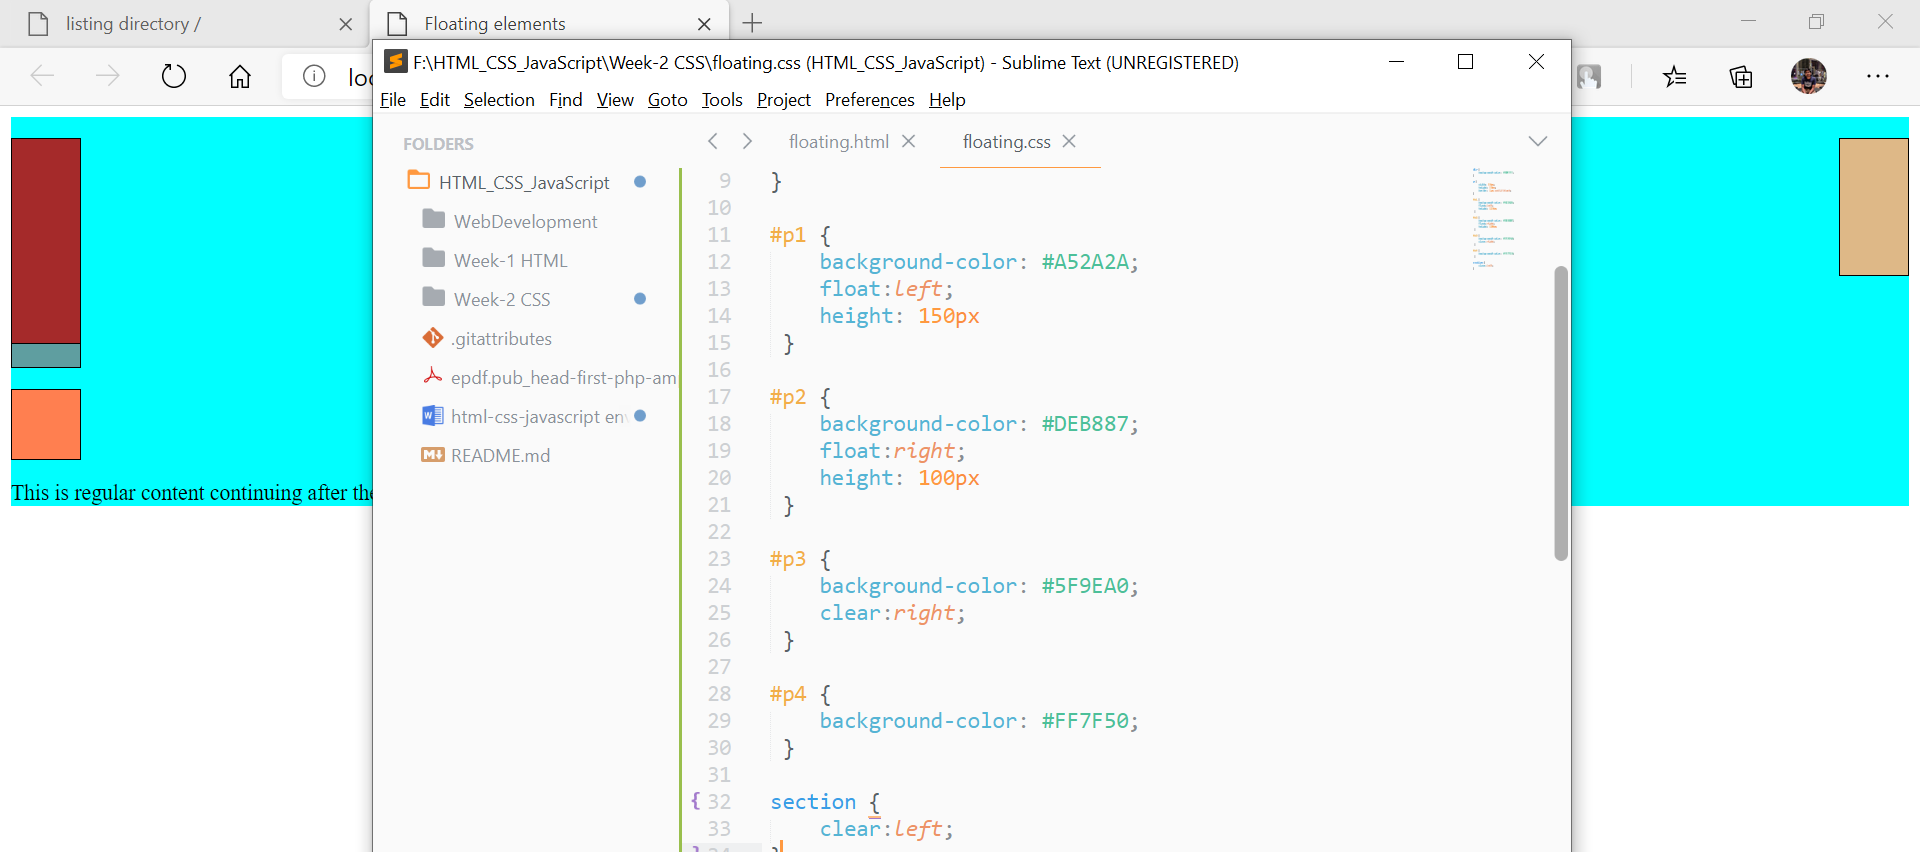 listing directory /
Floating elements
loc
F:\HTML_CSS_JavaScript\Week-2 CSS\floating.css (HTML_CSS_JavaScript) - Sublime Text (UNREGISTERED)
File Edit Selection Find View Goto Tools Project Preferences Help
FOLDERS
HTML_CSS_JavaScript
WebDevelopment
Week-1 HTML
Week-2 CSS
.gitattributes
epdf.pub_head-first-php-am
html-css-javascript en
README.md
floating.html
floating.css
9 }
10
11 #p1 {
12 background-color: #A52A2A;
13 float:left;
14 height: 150px
15 }
16
17 #p2 {
18 background-color: #DEB887;
19 float:right;
20 height: 100px
21 }
22
23 #p3 {
24 background-color: #5F9EA0;
25 clear:right;
26 }
27
28 #p4 {
29 background-color: #FF7F50;
30 }
31
32 section {
33 clear:left;
34 }
This is regular content continuing after the